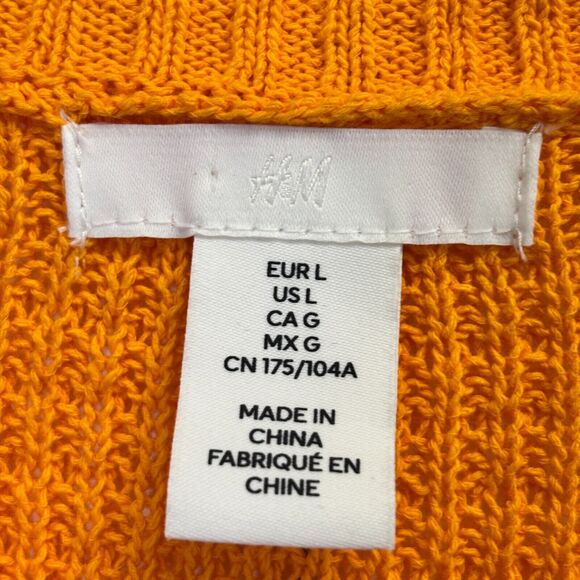 H&M
EUR L
US L
CA G
MX G
CN 175/104A
MADE IN
CHINA
FABRIQUÉ EN
CHINE